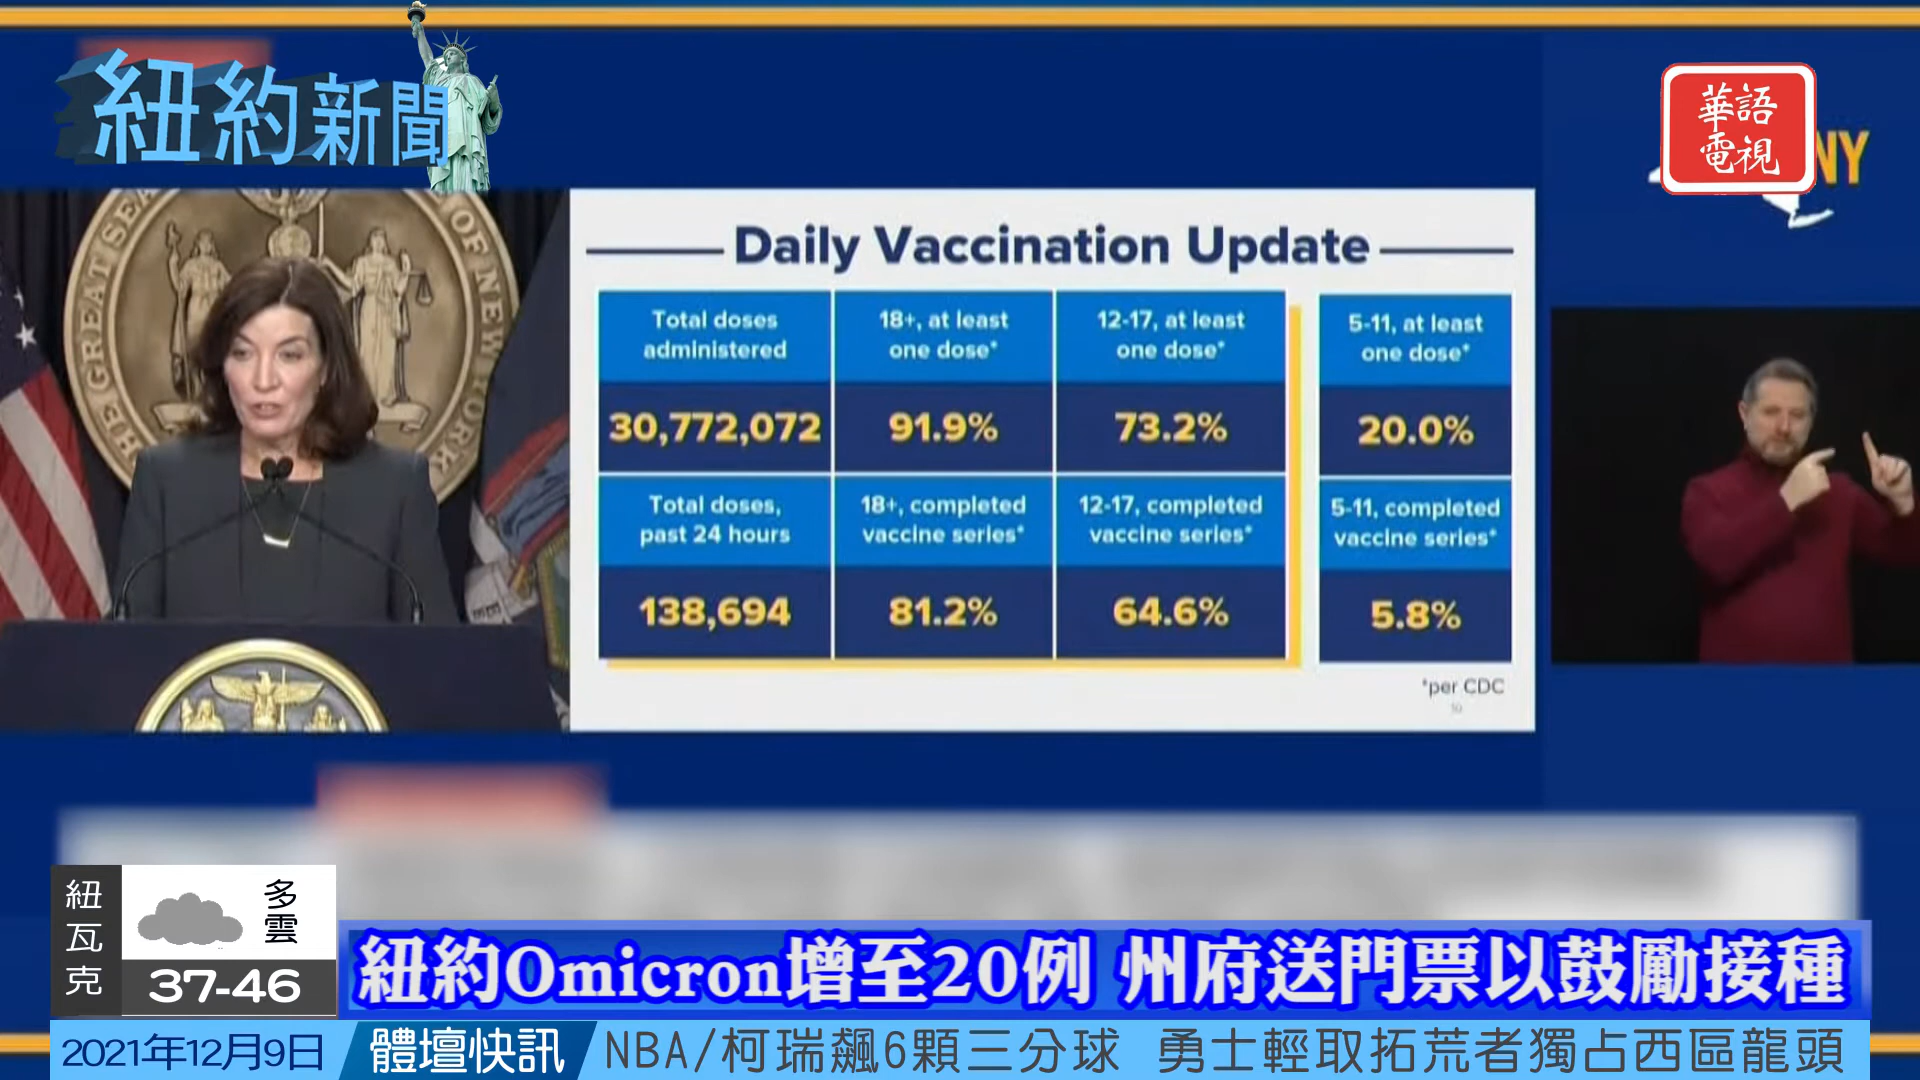 紐約新聞
華語
電視
NY
THE GREAT SEAL OF NEW YORK
Daily Vaccination Update
Total doses administered
18+, at least one dose*
12-17, at least one dose*
5-11, at least one dose*
30,772,072
91.9%
73.2%
20.0%
Total doses, past 24 hours
18+, completed vaccine series*
12-17, completed vaccine series*
5-11, completed vaccine series*
138,694
81.2%
64.6%
5.8%
*per CDC
紐瓦克
多雲
37-46
紐約Omicron增至20例 州府送門票以鼓勵接種
2021年12月9日
體壇快訊
NBA/柯瑞飆6顆三分球 勇士輕取拓荒者獨占西區龍頭